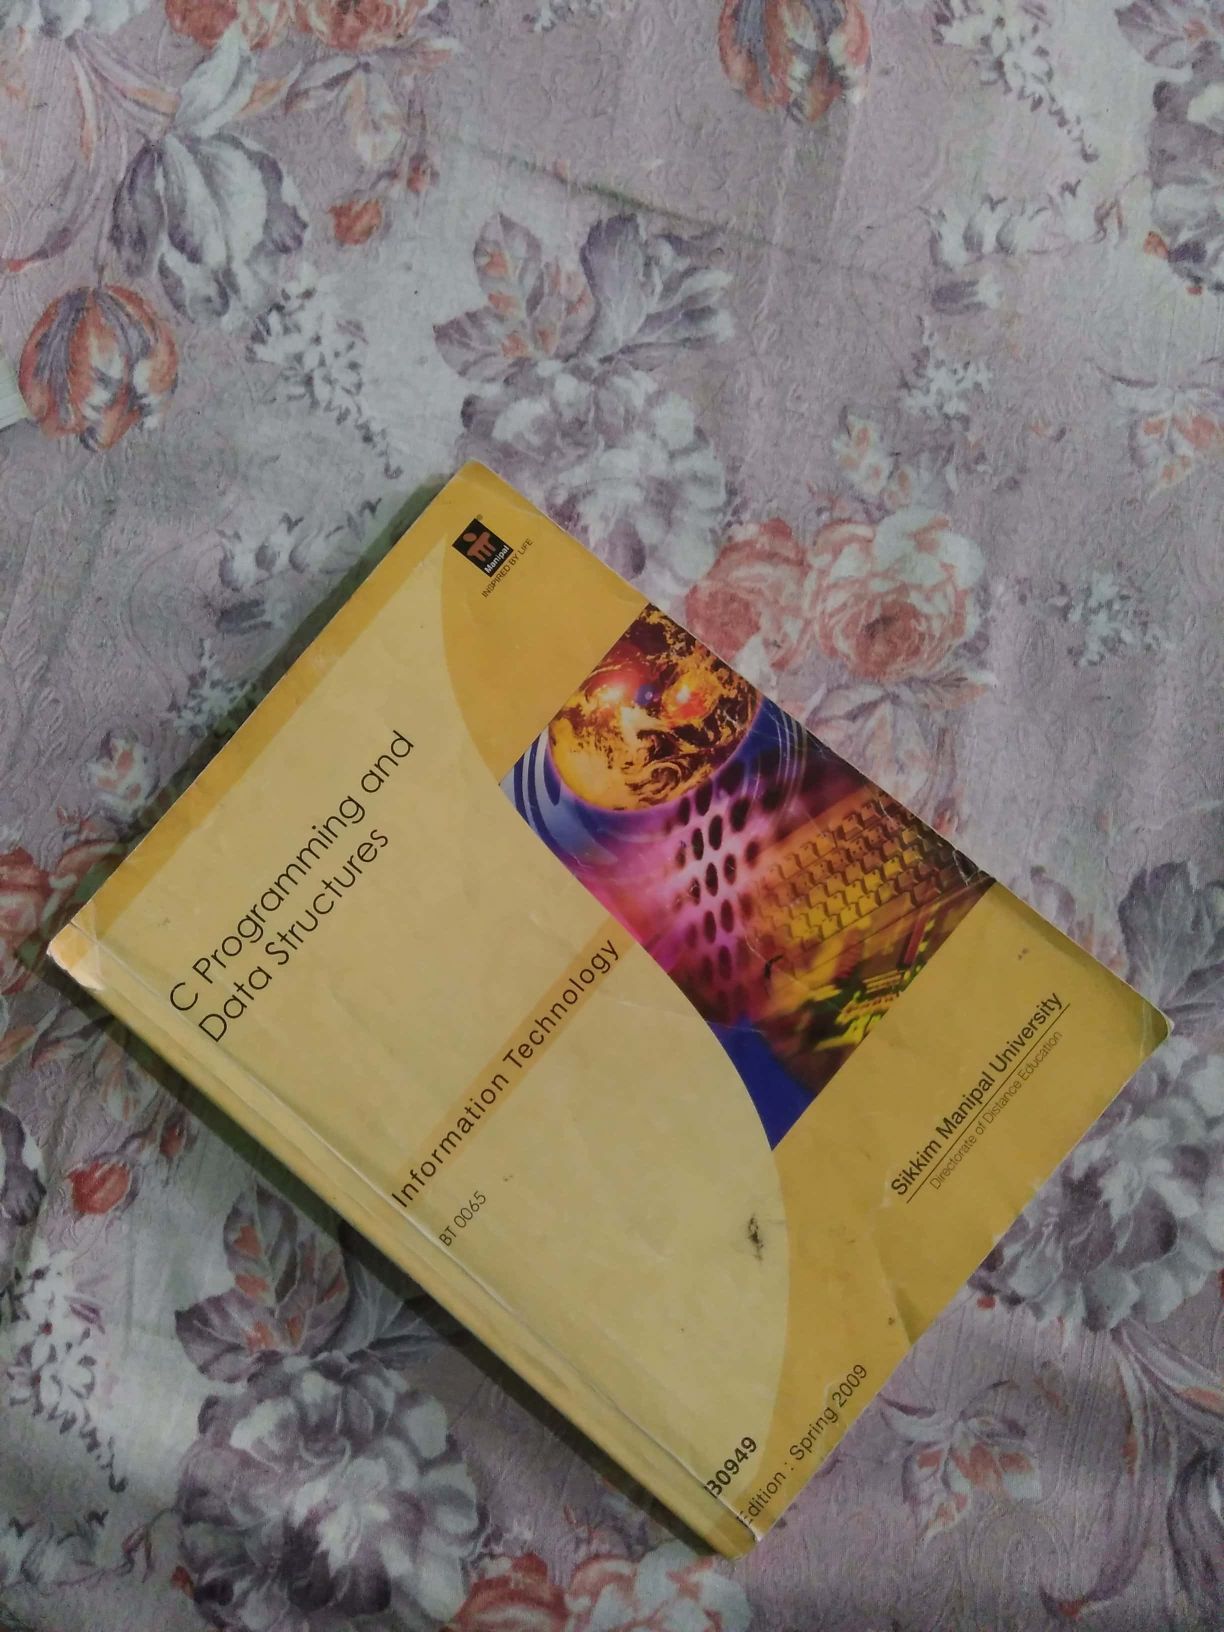 Manipal
INSPIRED BY LIFE
C Programming and
Data Structures
Information Technology
BT 0065
Sikkim Manipal University
Directorate of Distance Education
B0949
Edition : Spring 2009